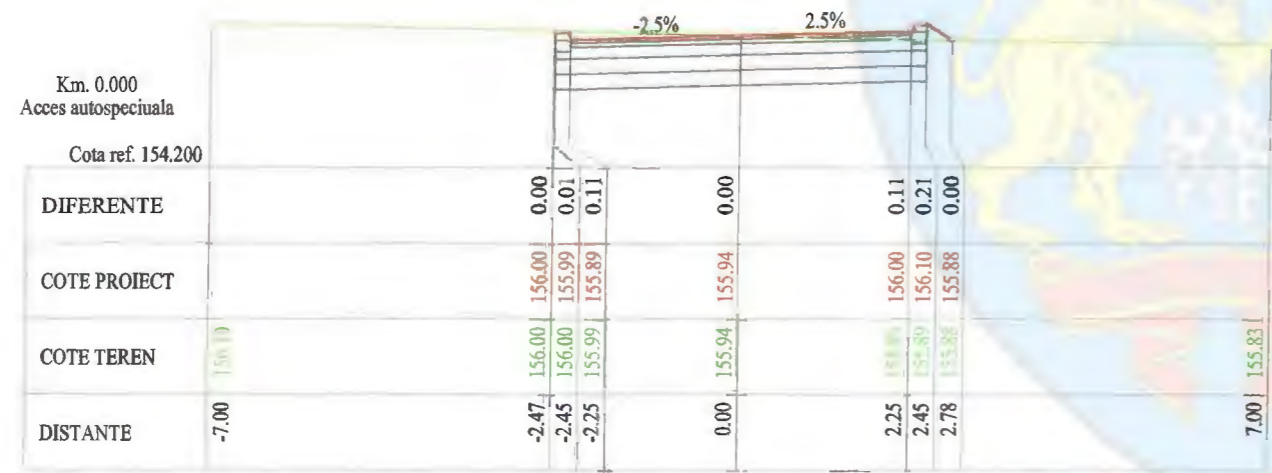 -2.5% 2.5%
Km. 0.000
Acces autospeciuala
Cota ref. 154.200
DIFERENTE 0.00 0.01 0.11 0.00 0.11 0.21 0.00
COTE PROIECT 156.00 155.99 155.89 155.94 156.00 156.10 155.88
COTE TEREN 156.10 156.00 156.00 155.99 155.94 155.89 155.88 155.83
DISTANTE -7.00 -2.47 -2.45 -2.25 0.00 2.25 2.45 2.78 7.00